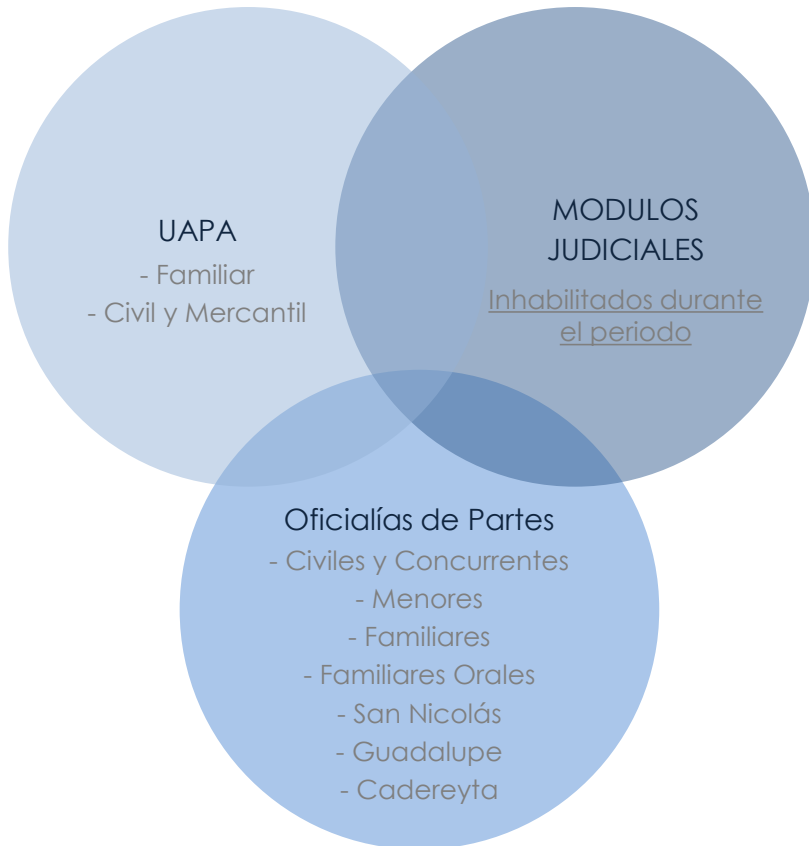 UAPA
- Familiar
- Civil y Mercantil
MODULOS
JUDICIALES
Inhabilitados durante
el periodo
Oficialías de Partes
- Civiles y Concurrentes
- Menores
- Familiares
- Familiares Orales
- San Nicolás
- Guadalupe
- Cadereyta